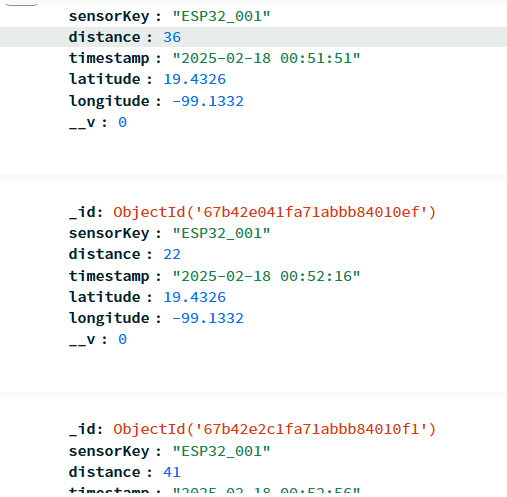 sensorKey : "ESP32_001"
distance : 36
timestamp : "2025-02-18 00:51:51"
latitude : 19.4326
longitude : -99.1332
__v : 0
_id: ObjectId('67b42e041fa71abbb84010ef')
sensorKey : "ESP32_001"
distance : 22
timestamp : "2025-02-18 00:52:16"
latitude : 19.4326
longitude : -99.1332
__v : 0
_id: ObjectId('67b42e2c1fa71abbb84010f1')
sensorKey : "ESP32_001"
distance : 41
timestamp : "2025-02-18 00:52:56"